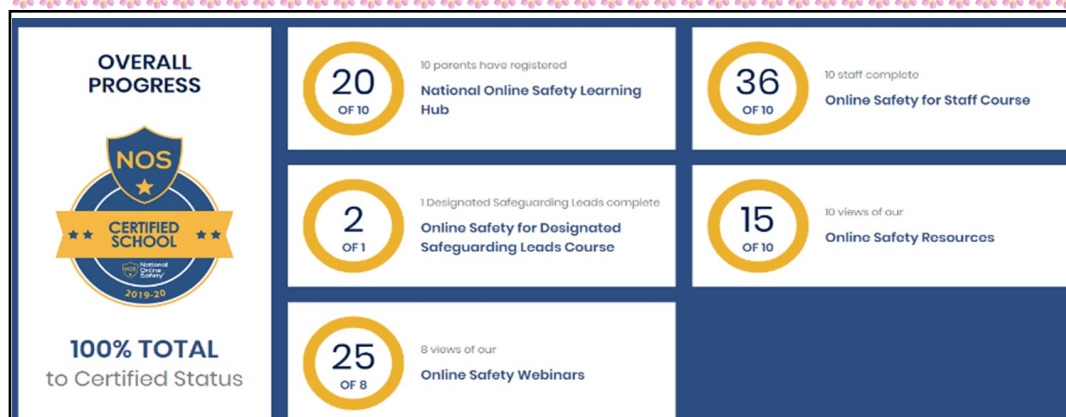 OVERALL
PROGRESS
NOS
CERTIFIED
SCHOOL
NOS
National
Online
Safety
2019-20
100% TOTAL
to Certified Status
20
OF 10
10 parents have registered
National Online Safety Learning
Hub
36
OF 10
10 staff complete
Online Safety for Staff Course
2
OF 1
1 Designated Safeguarding Leads complete
Online Safety for Designated
Safeguarding Leads Course
15
OF 10
10 views of our
Online Safety Resources
25
OF 8
8 views of our
Online Safety Webinars